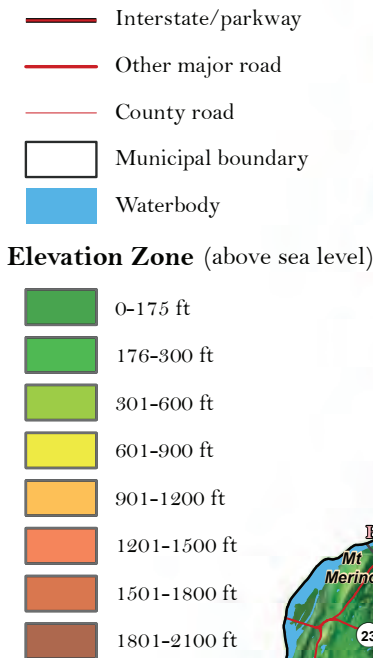 Interstate/parkway
Other major road
County road
Municipal boundary
Waterbody
Elevation Zone (above sea level)
0-175 ft
176-300 ft
301-600 ft
601-900 ft
901-1200 ft
1201-1500 ft
1501-1800 ft
1801-2100 ft
Mt